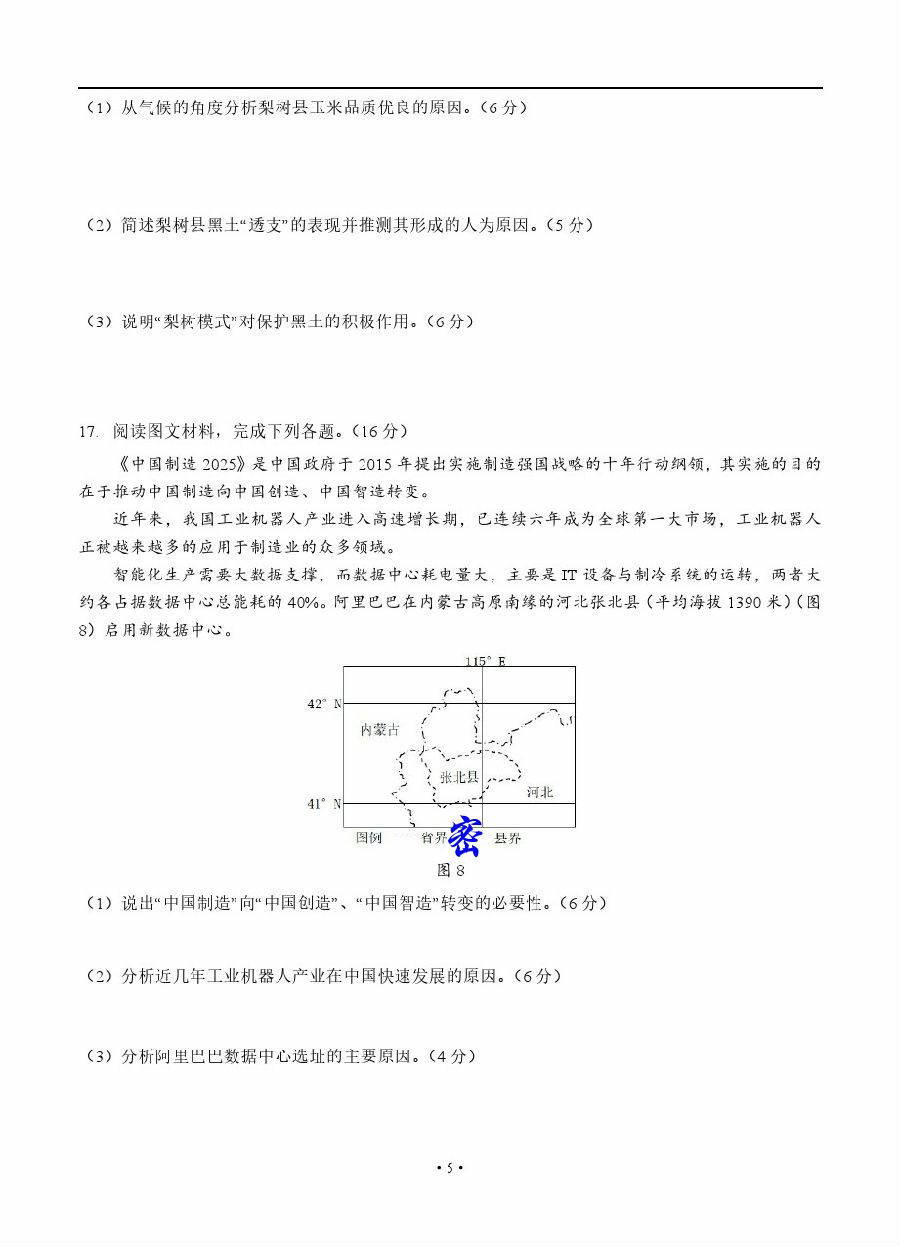 （1）从气候的角度分析梨树县玉米品质优良的原因。（6 分）
（2）简述梨树县黑土“透支”的表现并推测其形成的人为原因。（5 分）
（3）说明“梨树模式”对保护黑土的积极作用。（6 分）
17. 阅读图文材料，完成下列各题。（16 分）
《中国制造 2025》是中国政府于 2015 年提出实施制造强国战略的十年行动纲领，其实施的目的
在于推动中国制造向中国创造、中国智造转变。
近年来，我国工业机器人产业进入高速增长期，已连续六年成为全球第一大市场，工业机器人
正被越来越多的应用于制造业的众多领域。
智能化生产需要大数据支撑，而数据中心耗电量大，主要是 IT 设备与制冷系统的运转，两者大
约各占据数据中心总能耗的 40%。阿里巴巴在内蒙古高原南缘的河北张北县（平均海拔 1390 米）（图
8）启用新数据中心。
115° E
42° N
内蒙古
张北县
河北
41° N
图例 省界 县界
密
图 8
（1）说出“中国制造”向“中国创造”、“中国智造”转变的必要性。（6 分）
（2）分析近几年工业机器人产业在中国快速发展的原因。（6 分）
（3）分析阿里巴巴数据中心选址的主要原因。（4 分）
·5·